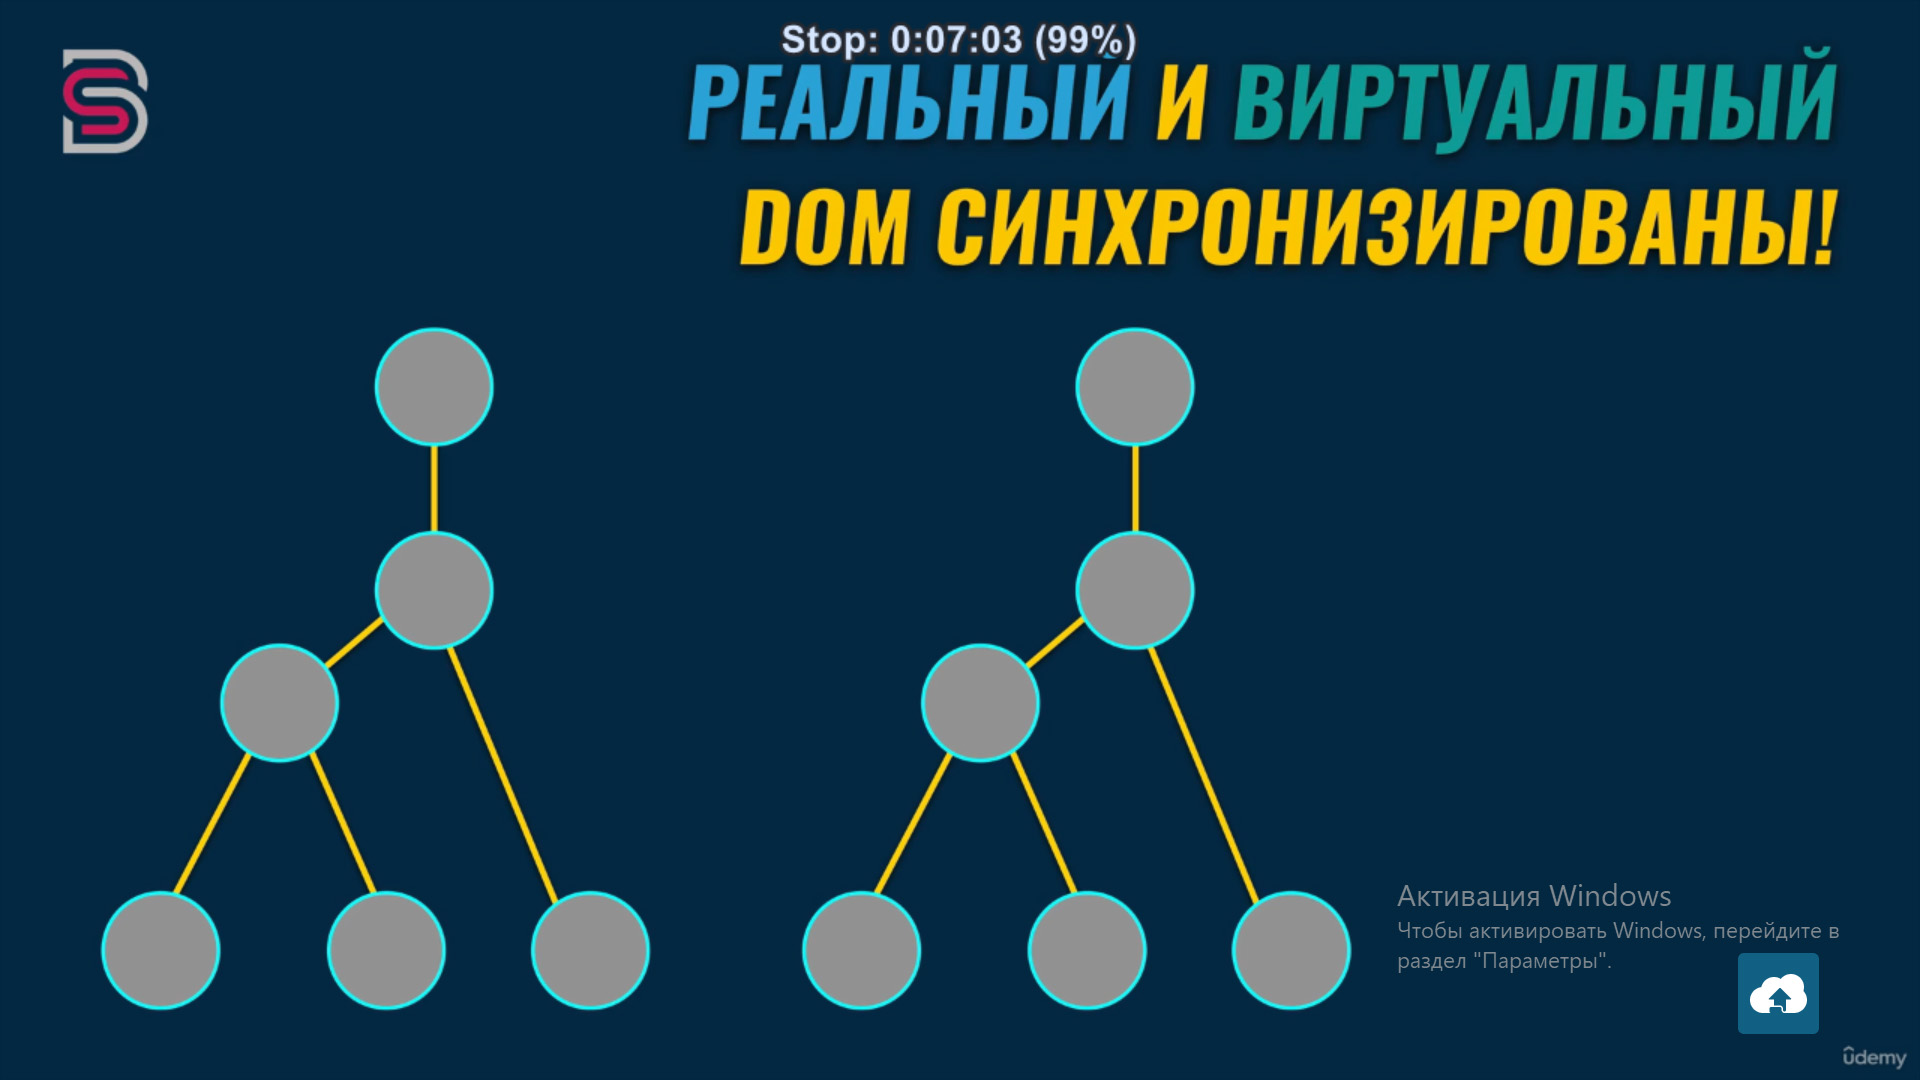 Stop: 0:07:03 (99%)
РЕАЛЬНЫЙ И ВИРТУАЛЬНЫЙ
DOM СИНХРОНИЗИРОВАНЫ!
Активация Windows
Чтобы активировать Windows, перейдите в
раздел "Параметры".
ûdemy